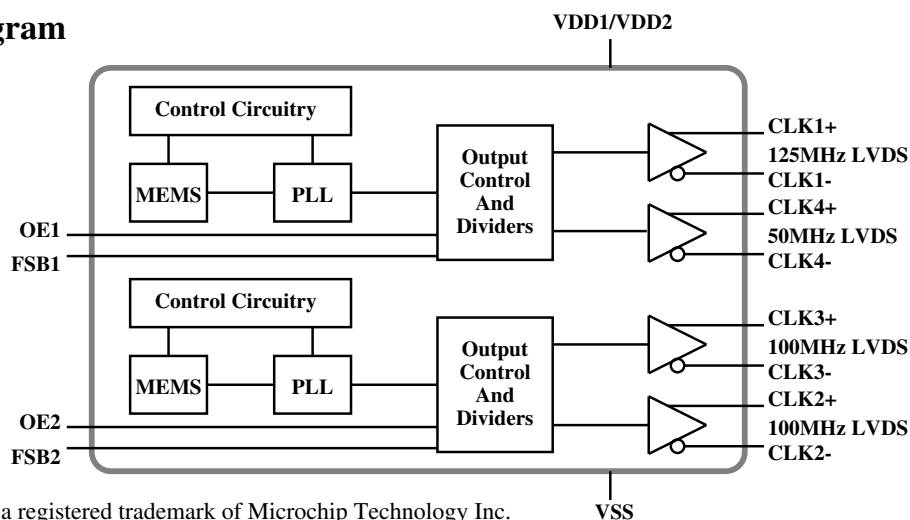 gram
VDD1/VDD2
Control Circuitry
MEMS
PLL
Output
Control
And
Dividers
CLK1+
125MHz LVDS
CLK1-
CLK4+
50MHz LVDS
CLK4-
OE1
FSB1
Control Circuitry
MEMS
PLL
Output
Control
And
Dividers
CLK3+
100MHz LVDS
CLK3-
CLK2+
100MHz LVDS
CLK2-
OE2
FSB2
a registered trademark of Microchip Technology Inc.
VSS